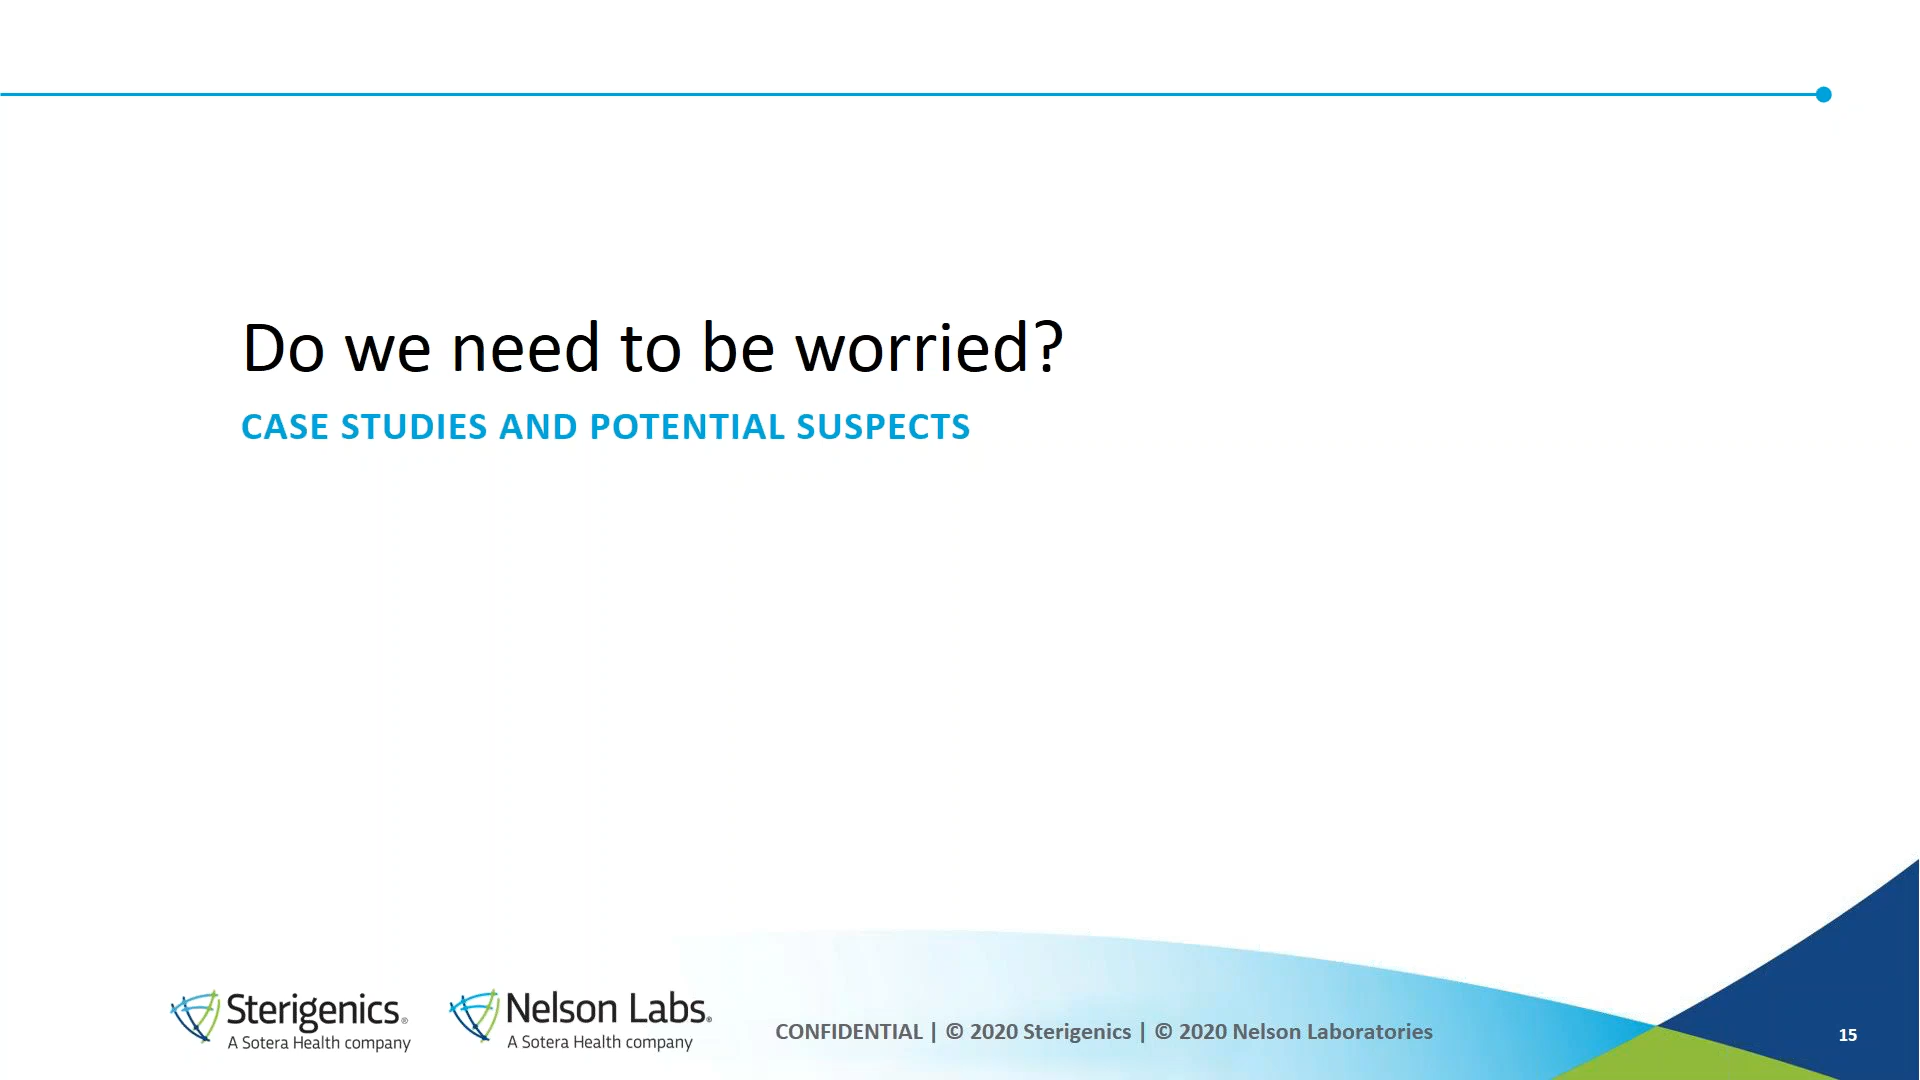 Do we need to be worried?
CASE STUDIES AND POTENTIAL SUSPECTS
Sterigenics®
A Sotera Health company
Nelson Labs®
A Sotera Health company
CONFIDENTIAL | © 2020 Sterigenics | © 2020 Nelson Laboratories
15